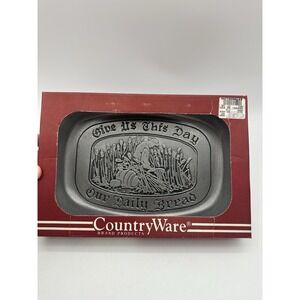 Give Us This Day
Our Daily Bread
CountryWare®
BRAND PRODUCTS